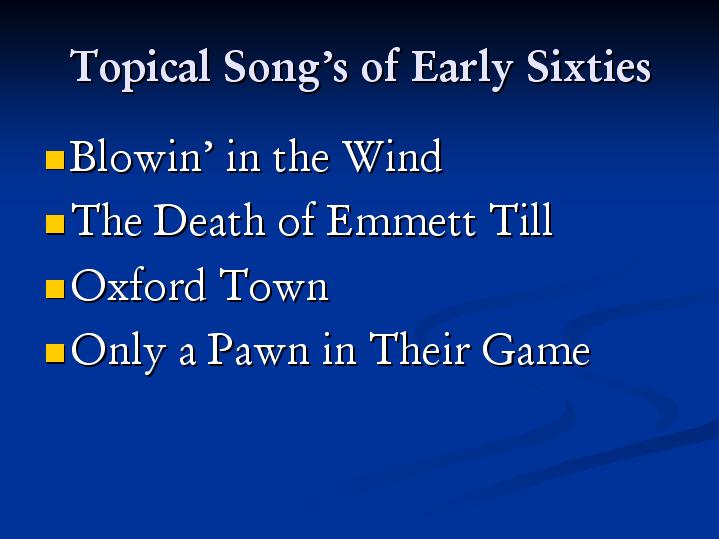 Topical Song’s of Early Sixties
Blowin’ in the Wind
The Death of Emmett Till
Oxford Town
Only a Pawn in Their Game